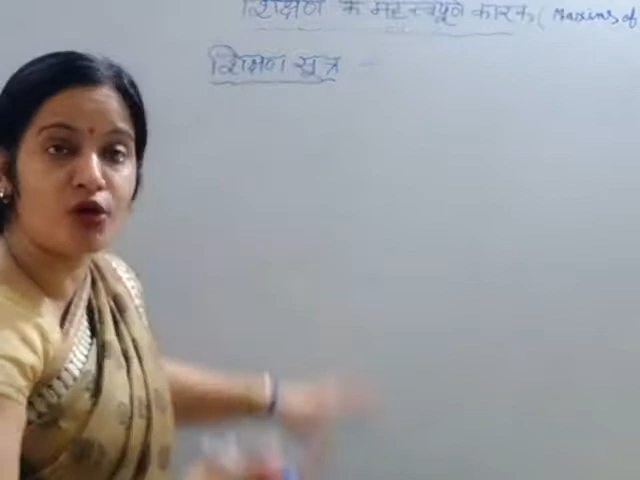 शिक्षण के महत्वपूर्ण कारक ( Maxims of
शिक्षण सूत्र -